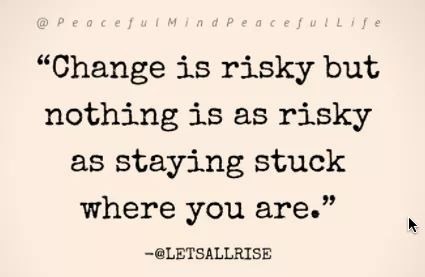 @PeacefulMindPeacefulLife
“Change is risky but
nothing is as risky
as staying stuck
where you are.”
-@LETSALLRISE